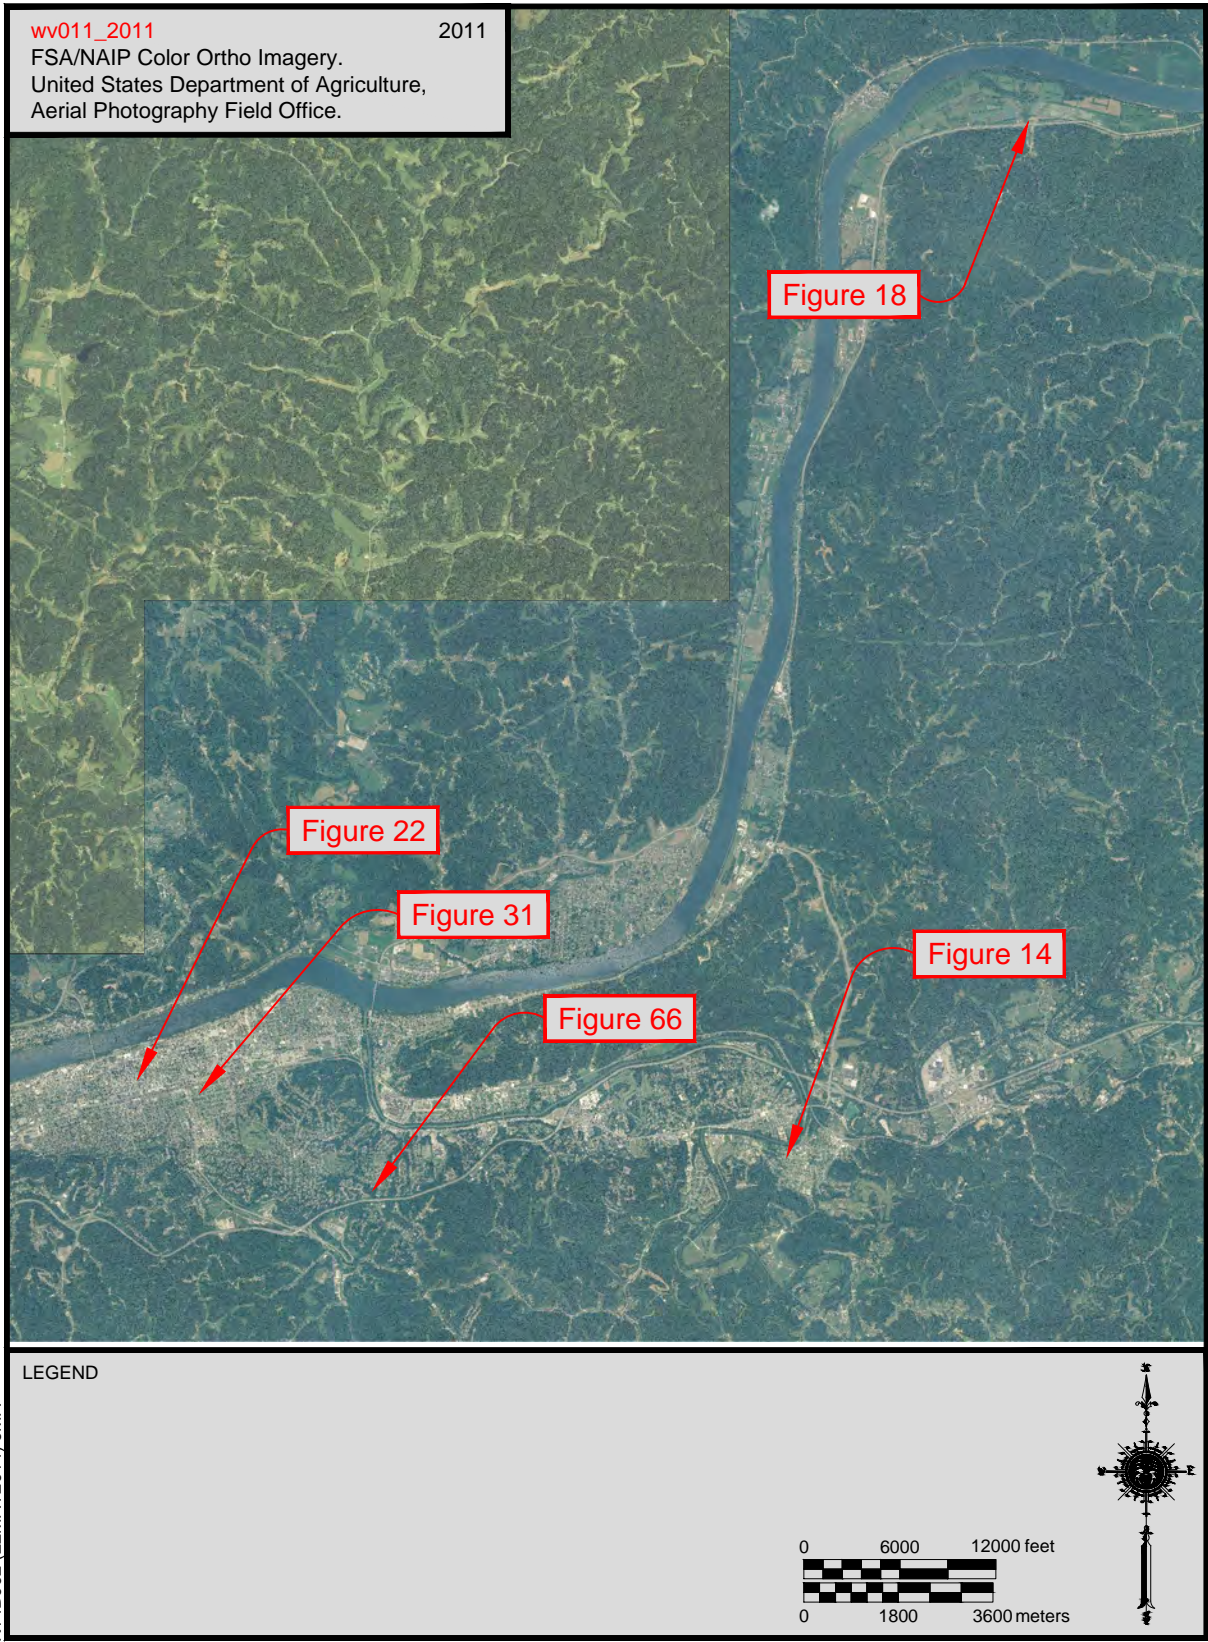 wv011_2011 2011
FSA/NAIP Color Ortho Imagery.
United States Department of Agriculture,
Aerial Photography Field Office.
Figure 18
Figure 22
Figure 31
Figure 14
Figure 66
LEGEND
0 6000 12000 feet
0 1800 3600 meters